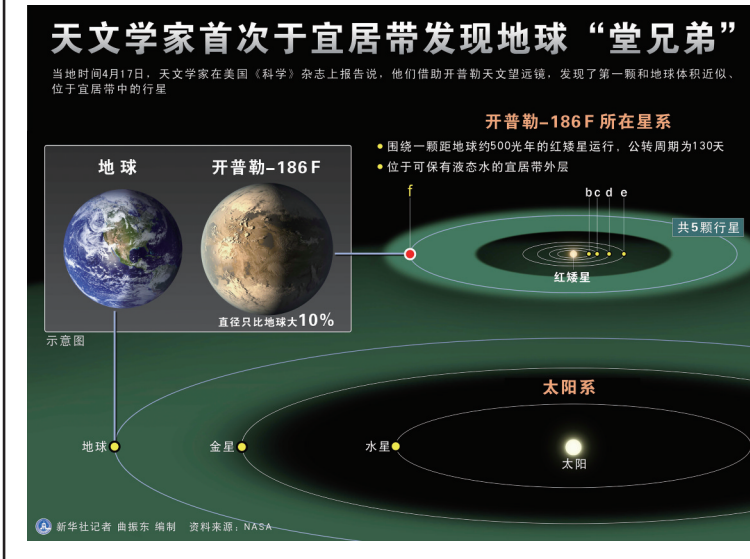 天文学家首次于宜居带发现地球“堂兄弟”
当地时间4月17日，天文学家在美国《科学》杂志上报告说，他们借助开普勒天文望远镜，发现了第一颗和地球体积近似、
位于宜居带中的行星
开普勒-186F所在星系
围绕一颗距地球约500光年的红矮星运行，公转周期为130天
位于可保有液态水的宜居带外层
地球
开普勒-186F
f
b c d e
共5颗行星
红矮星
直径只比地球大10%
示意图
太阳系
地球
金星
水星
太阳
新华社记者 曲振东 编制 资料来源：NASA